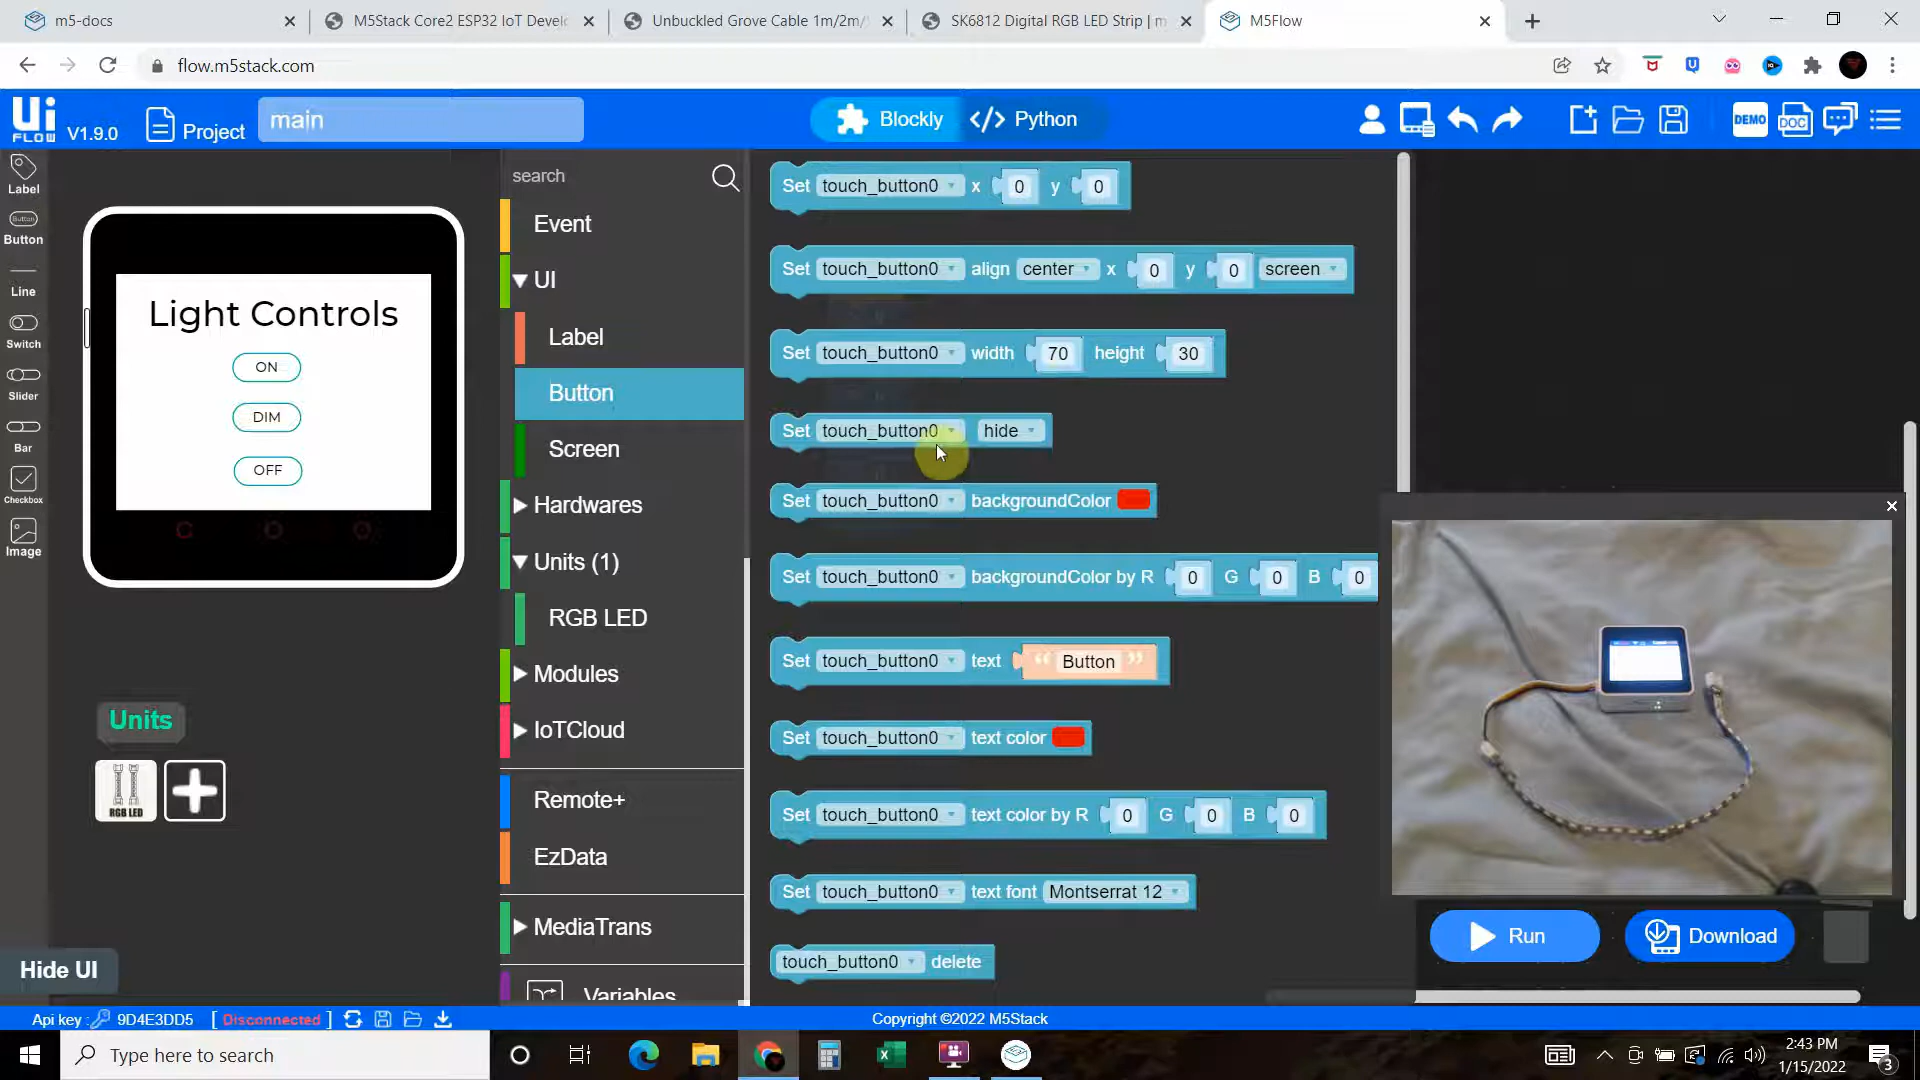 m5-docs
M5Stack Core2 ESP32 IoT Develo
Unbuckled Grove Cable 1m/2m/
SK6812 Digital RGB LED Strip | m
M5Flow
flow.m5stack.com
Ui FLOW V1.9.0
Project
main
Blockly
Python
DEMO
DOC
Label
Button
Button
Line
Switch
Slider
Bar
Checkbox
Image
Light Controls
ON
DIM
OFF
Units
RGB LED
Hide UI
search
Event
UI
Label
Button
Screen
Hardwares
Units (1)
RGB LED
Modules
IoTCloud
Remote+
EzData
MediaTrans
Variables
Set touch_button0 x 0 y 0
Set touch_button0 align center x 0 y 0 screen
Set touch_button0 width 70 height 30
Set touch_button0 hide
Set touch_button0 backgroundColor
Set touch_button0 backgroundColor by R 0 G 0 B 0
Set touch_button0 text “ Button ”
Set touch_button0 text color
Set touch_button0 text color by R 0 G 0 B 0
Set touch_button0 text font Montserrat 12
touch_button0 delete
Run
Download
Api key : 9D4E3DD5 [ Disconnected ]
Copyright ©2022 M5Stack
Type here to search
2:43 PM
1/15/2022
3